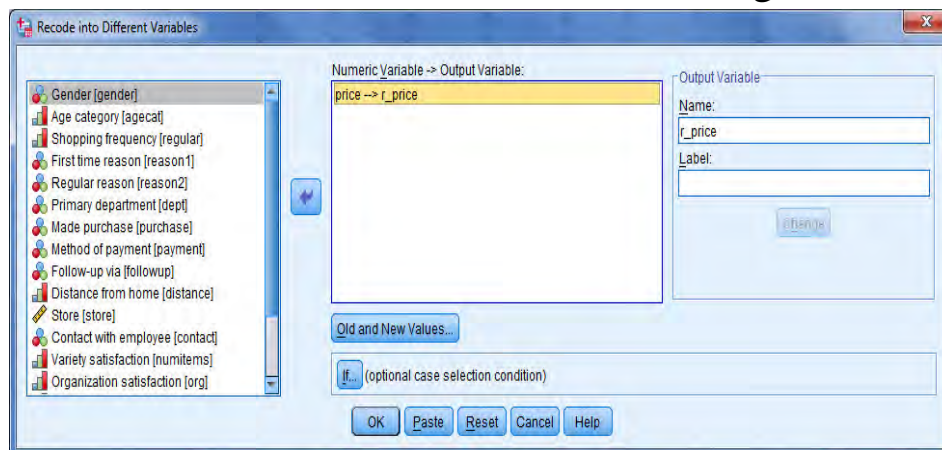 Recode into Different Variables
Gender [gender]
Age category [agecat]
Shopping frequency [regular]
First time reason [reason1]
Regular reason [reason2]
Primary department [dept]
Made purchase [purchase]
Method of payment [payment]
Follow-up via [followup]
Distance from home [distance]
Store [store]
Contact with employee [contact]
Variety satisfaction [numitems]
Organization satisfaction [org]
Numeric Variable -> Output Variable:
price --> r_price
Old and New Values...
If... (optional case selection condition)
Output Variable
Name:
r_price
Label:
Change
OK Paste Reset Cancel Help